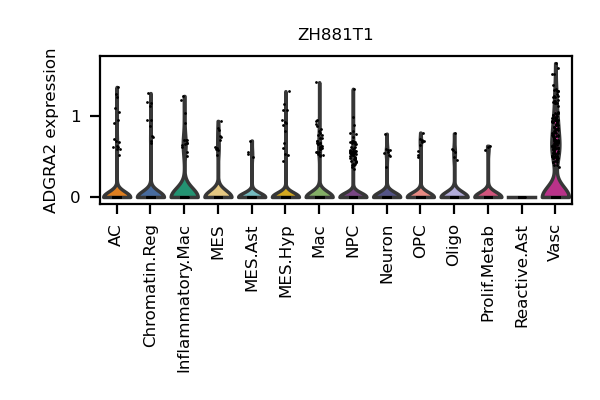 ZH881T1
ADGRA2 expression
1
0
AC
Chromatin.Reg
Inflammatory.Mac
MES
MES.Ast
MES.Hyp
Mac
NPC
Neuron
OPC
Oligo
Prolif.Metab
Reactive.Ast
Vasc